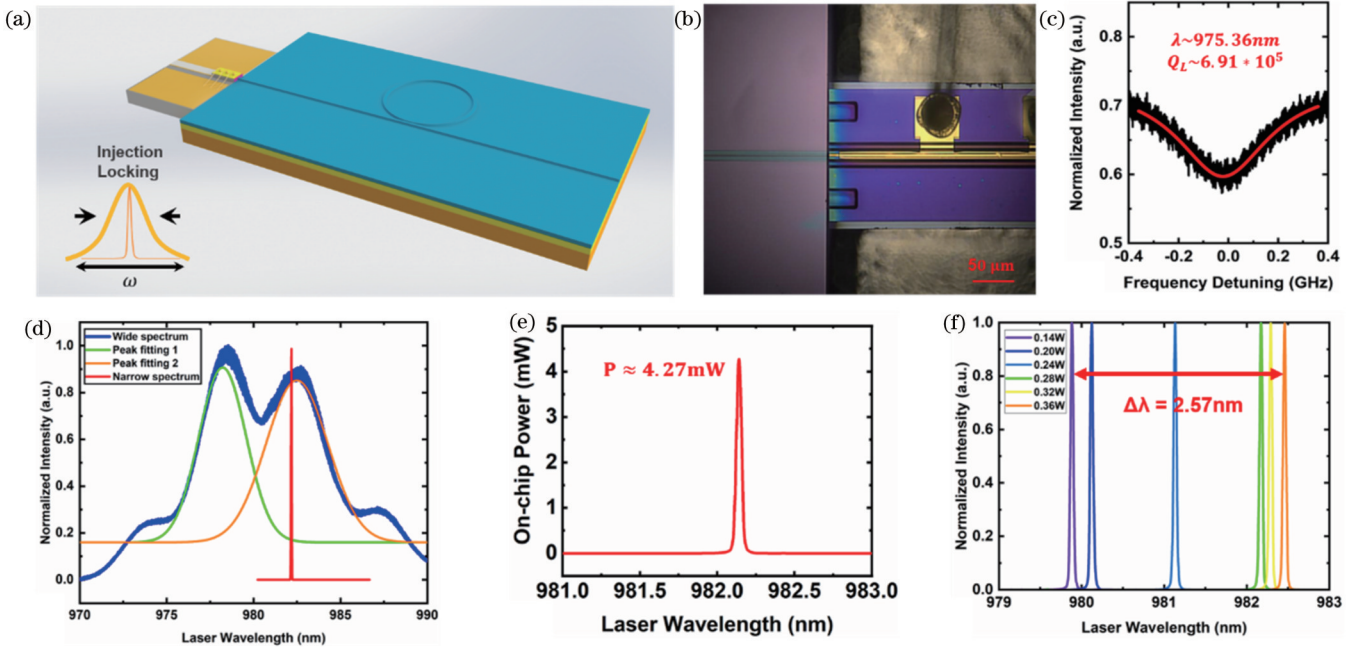 (a)
Injection
Locking
ω
(b)
50 μm
(c)
λ~975.36nm
Q_L~6.91 * 10^5
Normalized Intensity (a.u.)
0.8
0.7
0.6
0.5
-0.4 -0.2 0.0 0.2 0.4
Frequency Detuning (GHz)
(d)
Wide spectrum
Peak fitting 1
Peak fitting 2
Narrow spectrum
Normalized Intensity (a.u.)
1.0
0.8
0.6
0.4
0.2
0.0
970 975 980 985 990
Laser Wavelength (nm)
(e)
P ≈ 4.27mW
On-chip Power (mW)
5
4
3
2
1
0
981.0 981.5 982.0 982.5 983.0
Laser Wavelength (nm)
(f)
0.14W
0.20W
0.24W
0.28W
0.32W
0.36W
Δλ = 2.57nm
Normalized Intensity (a.u.)
1.0
0.8
0.6
0.4
0.2
0.0
979 980 981 982 983
Laser Wavelength (nm)